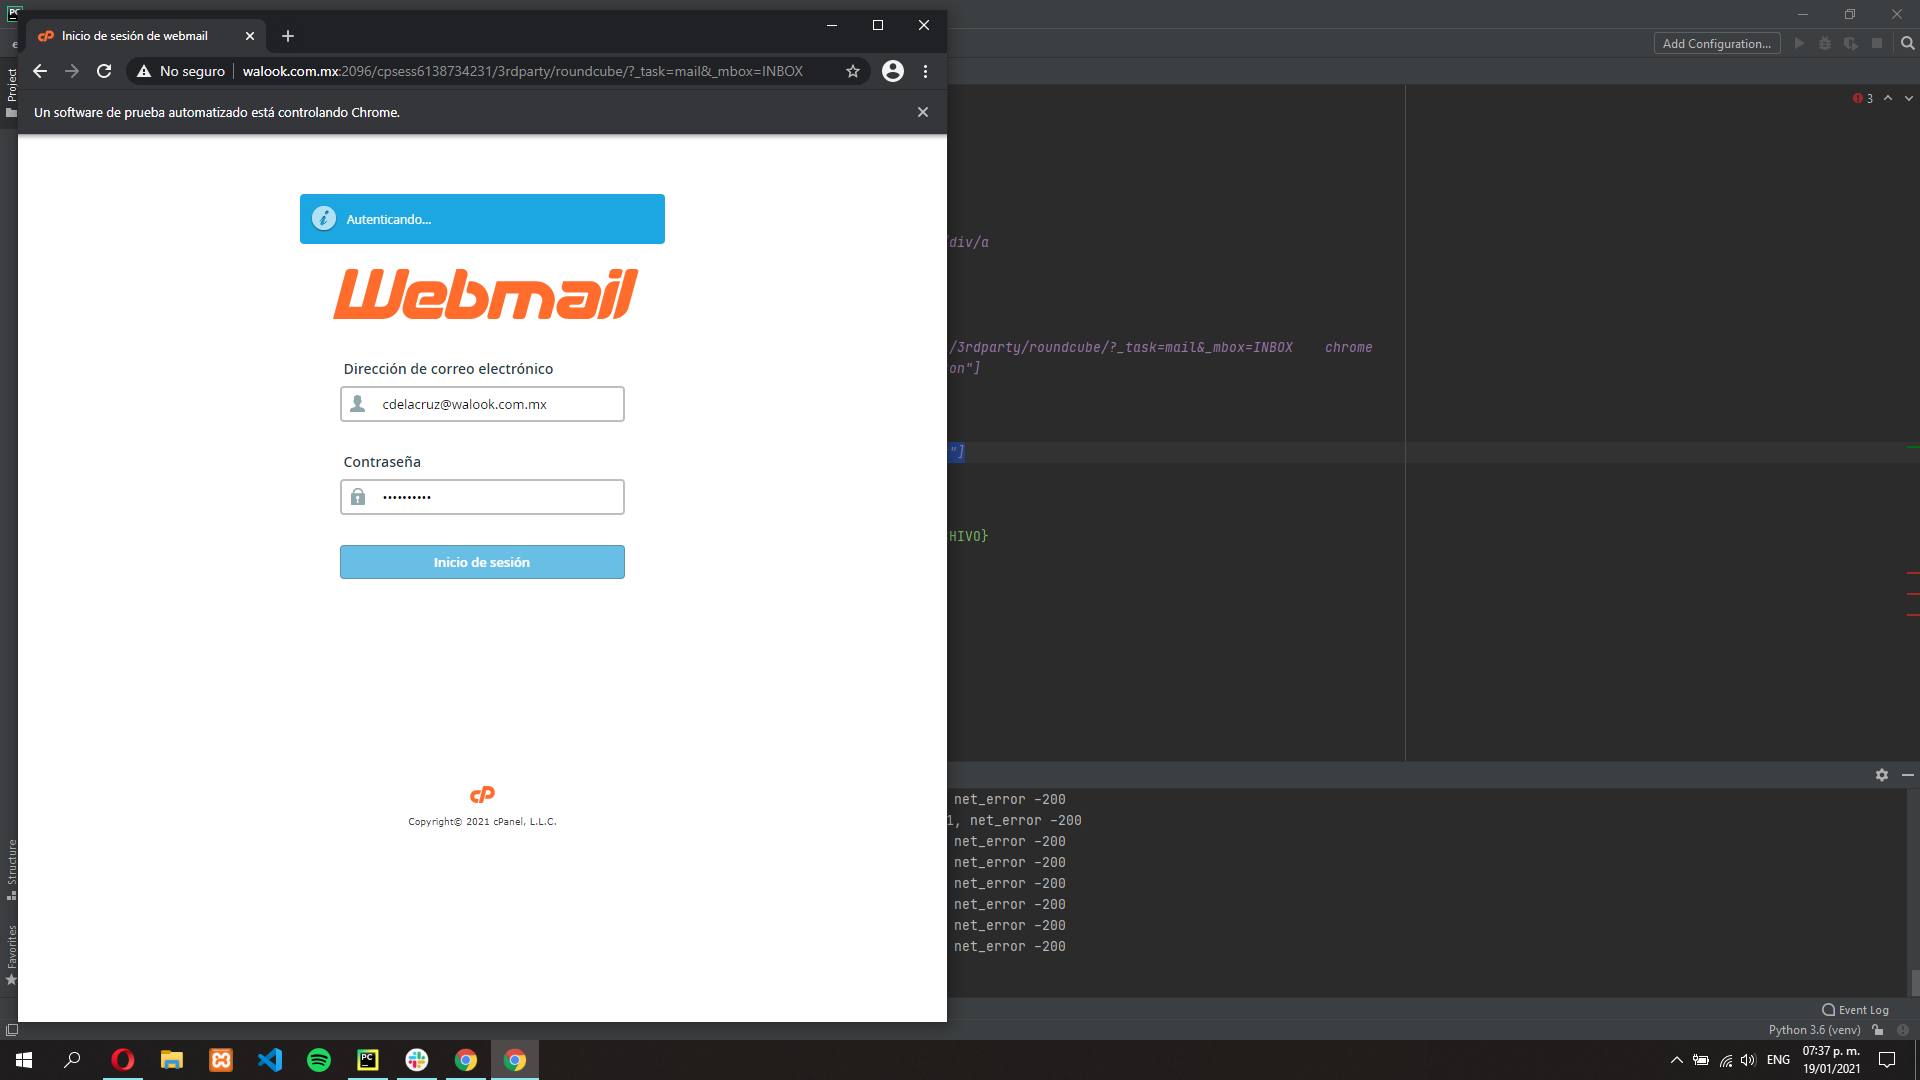 Inicio de sesión de webmail
No seguro
walook.com.mx:2096/cpsess6138734231/3rdparty/roundcube/?_task=mail&_mbox=INBOX
Un software de prueba automatizado está controlando Chrome.
Autenticando...
Webmail
Dirección de correo electrónico
cdelacruz@walook.com.mx
Contraseña
••••••••••
Inicio de sesión
cP
Copyright© 2021 cPanel, L.L.C.
PC
Add Configuration...
Project
3
div/a
/3rdparty/roundcube/?_task=mail&_mbox=INBOX    chrome
on"]
"]
HIVO}
net_error -200
1, net_error -200
net_error -200
net_error -200
net_error -200
net_error -200
net_error -200
net_error -200
Structure
Favorites
Event Log
Python 3.6 (venv)
PC
ENG
07:37 p. m.
19/01/2021